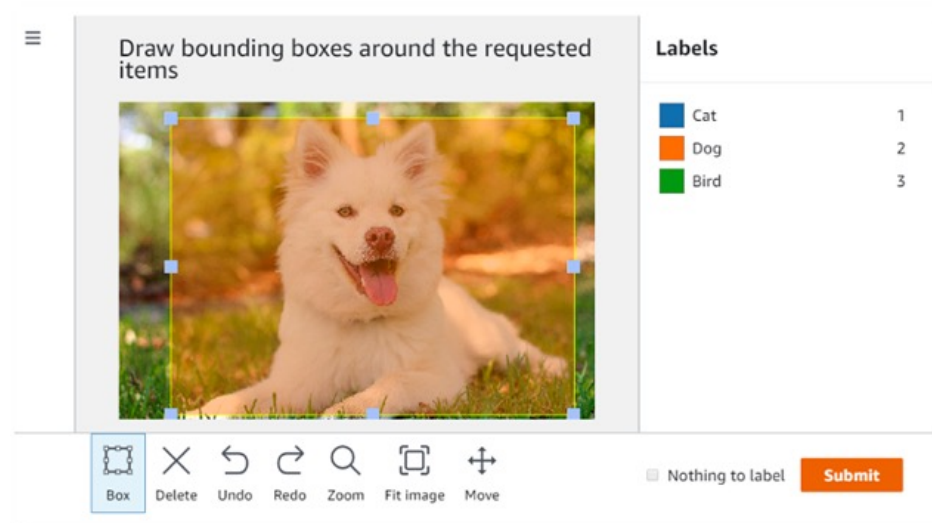 Draw bounding boxes around the requested
items
Labels
Cat 1
Dog 2
Bird 3
Box
Delete
Undo
Redo
Zoom
Fit image
Move
Nothing to label
Submit